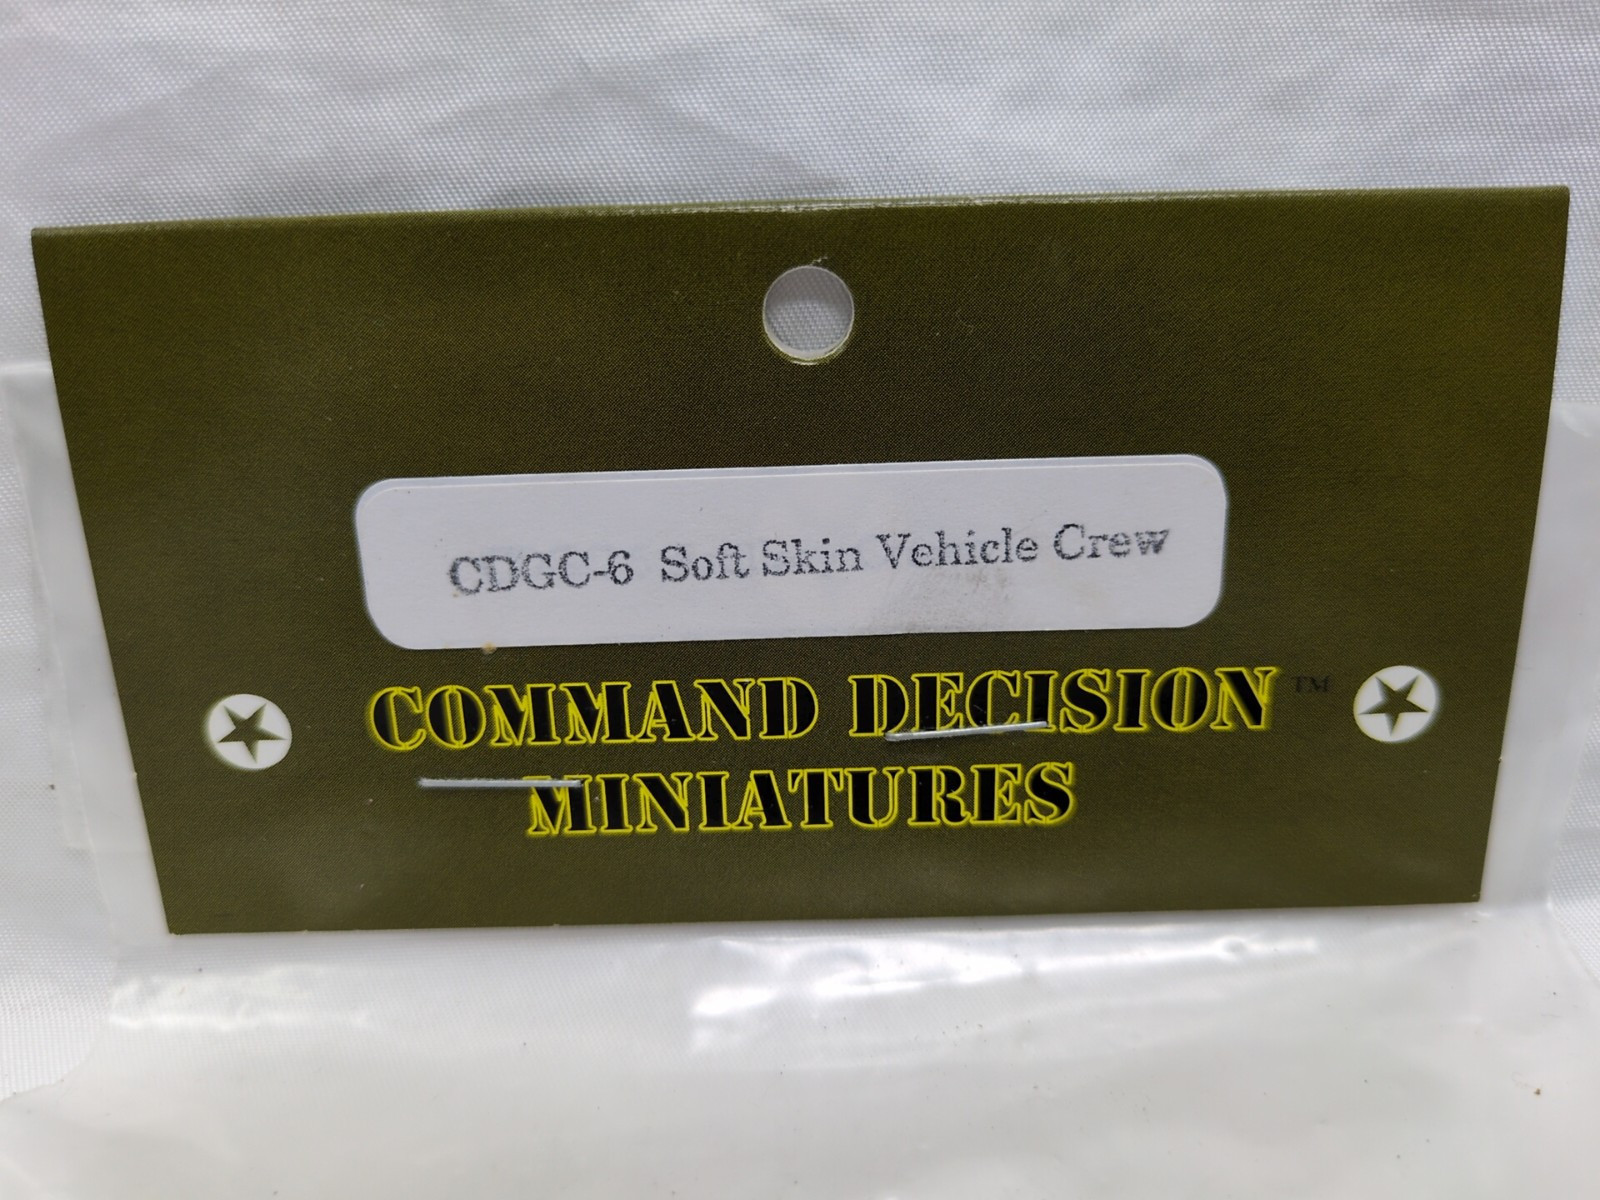 CDGC-6 Soft Skin Vehicle Crew
COMMAND DECISION™
MINIATURES